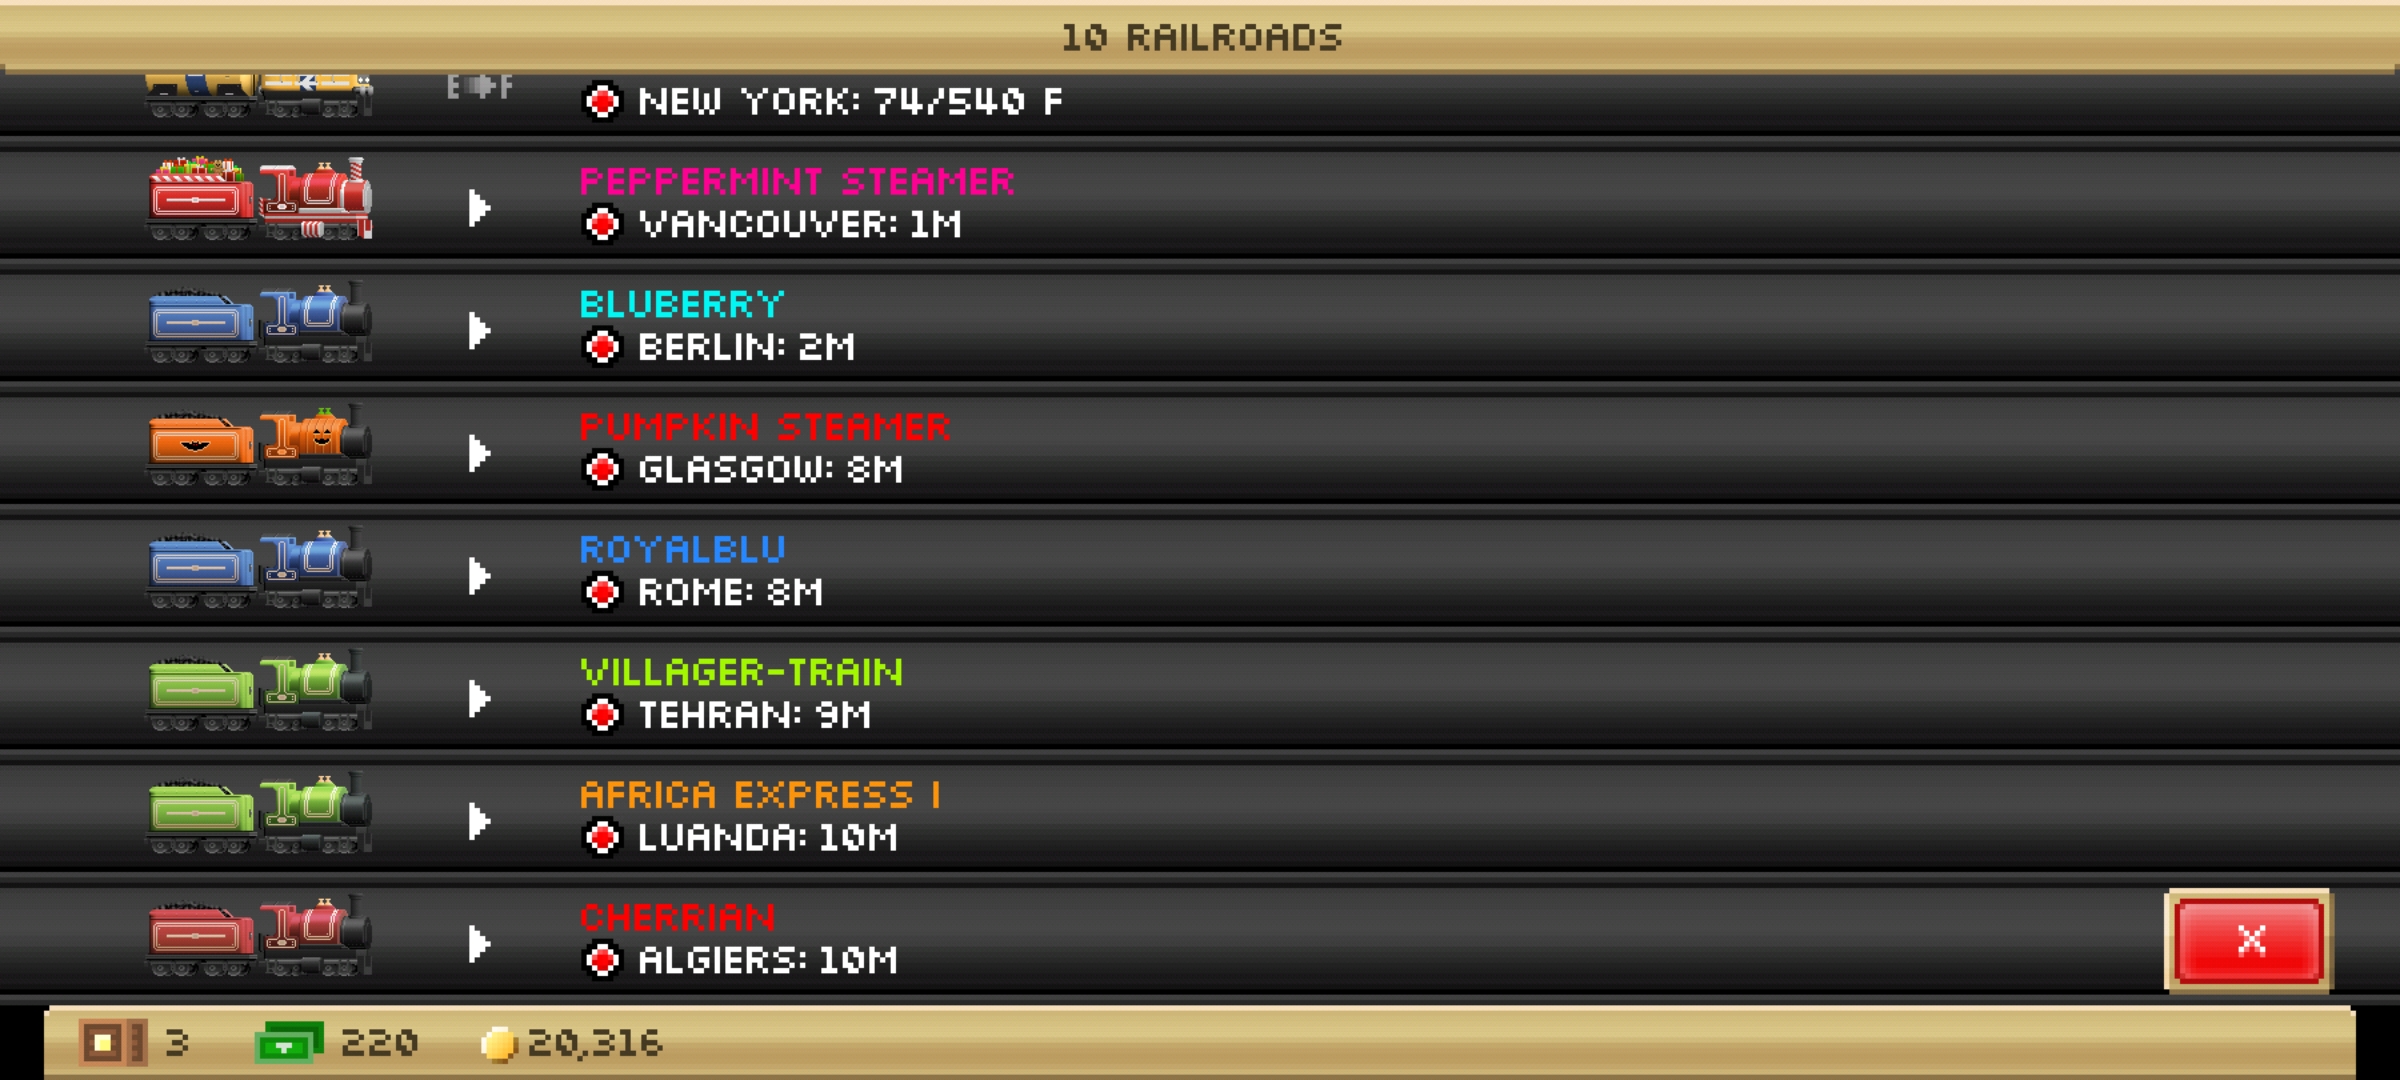 10 RAILROADS
E F
NEW YORK: 74/540 F
PEPPERMINT STEAMER
VANCOUVER: 1M
BLUBERRY
BERLIN: 2M
PUMPKIN STEAMER
GLASGOW: 8M
ROYALBLU
ROME: 8M
VILLAGER-TRAIN
TEHRAN: 9M
AFRICA EXPRESS I
LUANDA: 10M
CHERRIAN
ALGIERS: 10M
X
3 220 20,316